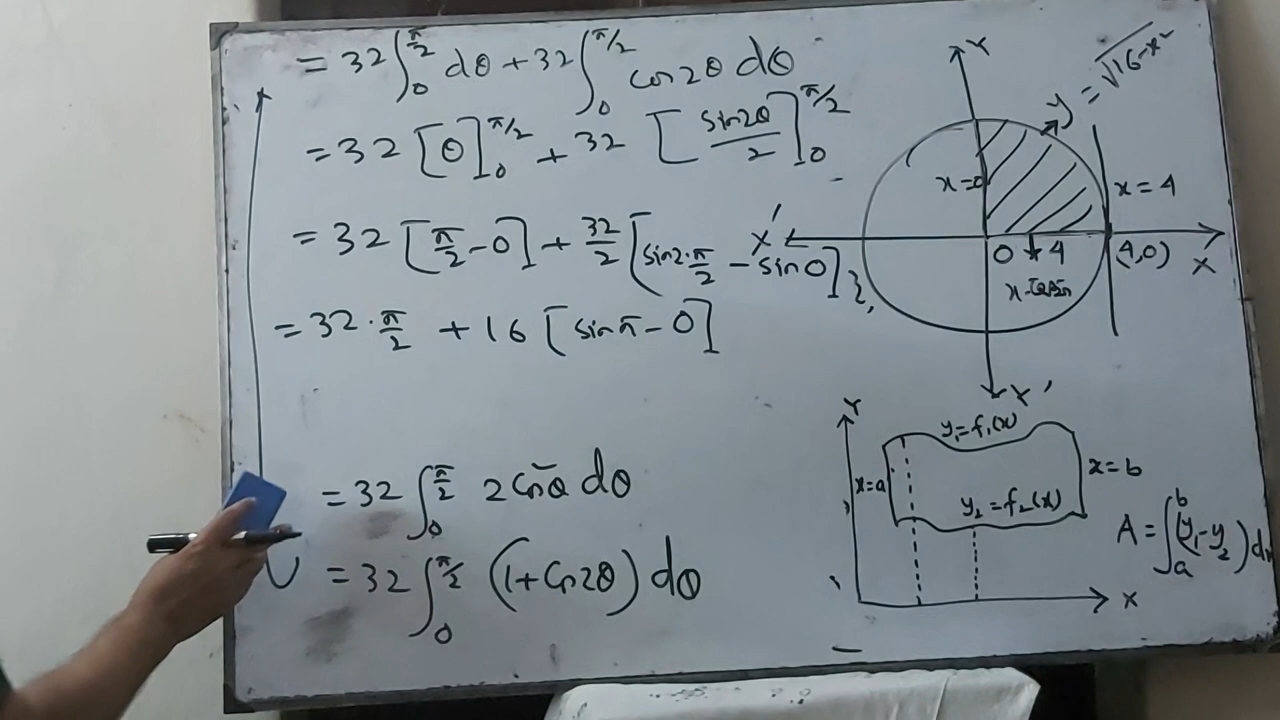 = 32 ∫₀^{π/2} dθ + 32 ∫₀^{π/2} cos2θ dθ
= 32 [θ]₀^{π/2} + 32 [sin2θ/2]₀^{π/2}
= 32 [π/2 − 0] + 32/2 [sin2·π/2 − sin0]
= 32·π/2 + 16 [sinπ − 0]
= 32 ∫₀^{π/2} 2cos²θ dθ
= 32 ∫₀^{π/2} (1+cos2θ) dθ
Y
y = √16−x²
x=0
x=4
X'
0
4
(4,0)
X
Y'
Y
y₁=f₁(x)
x=a
x=b
y₂=f₂(x)
A = ∫ₐᵇ (y₁−y₂) dx
X